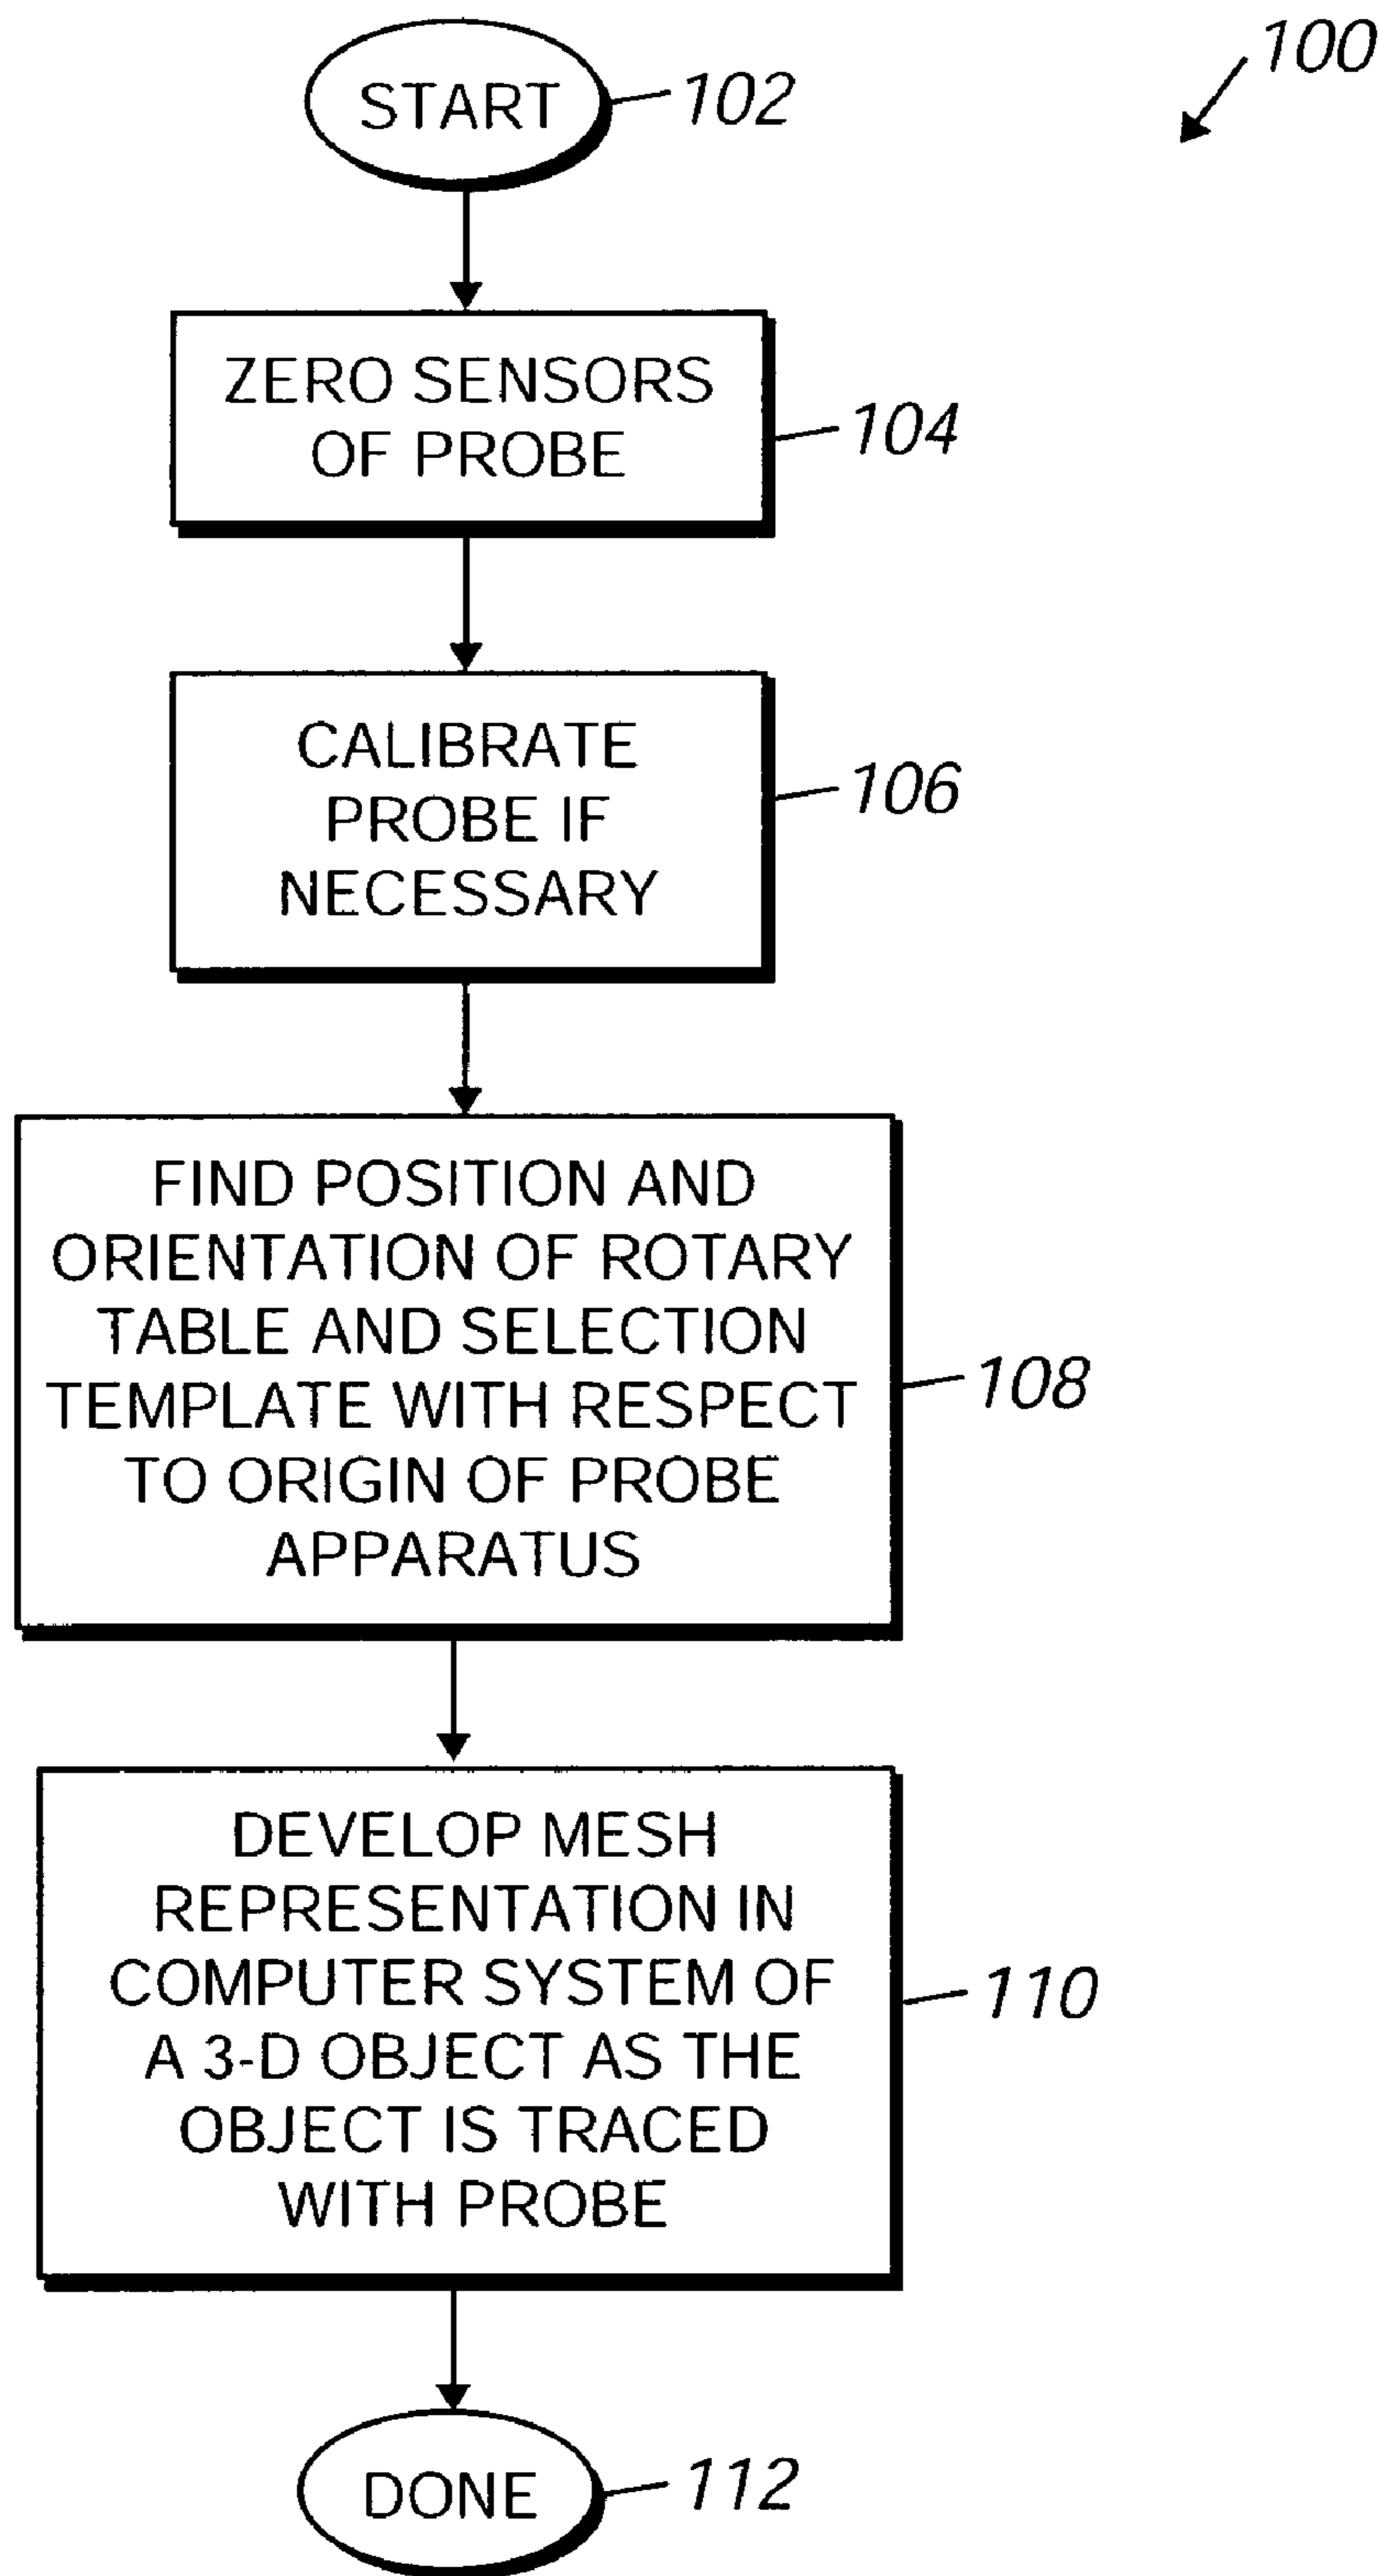 100
START
102
ZERO SENSORS
OF PROBE
104
CALIBRATE
PROBE IF
NECESSARY
106
FIND POSITION AND
ORIENTATION OF ROTARY
TABLE AND SELECTION
TEMPLATE WITH RESPECT
TO ORIGIN OF PROBE
APPARATUS
108
DEVELOP MESH
REPRESENTATION IN
COMPUTER SYSTEM OF
A 3-D OBJECT AS THE
OBJECT IS TRACED
WITH PROBE
110
DONE
112